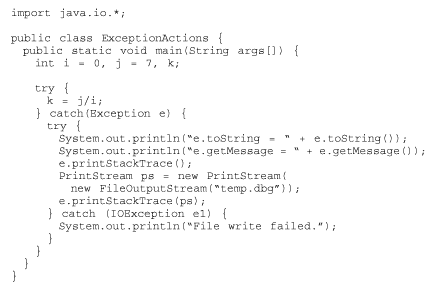 import java.io.*;

public class ExceptionActions {
  public static void main(String args[]) {
    int i = 0, j = 7, k;

    try {
      k = j/i;
    } catch(Exception e) {
      try {
        System.out.println(“e.toString = “ + e.toString());
        System.out.println(“e.getMessage = “ + e.getMessage());
        e.printStackTrace();
        PrintStream ps = new PrintStream(
          new FileOutputStream(“temp.dbg”));
        e.printStackTrace(ps);
      } catch (IOException e1) {
        System.out.println(“File write failed.”);
      }
    }
  }
}